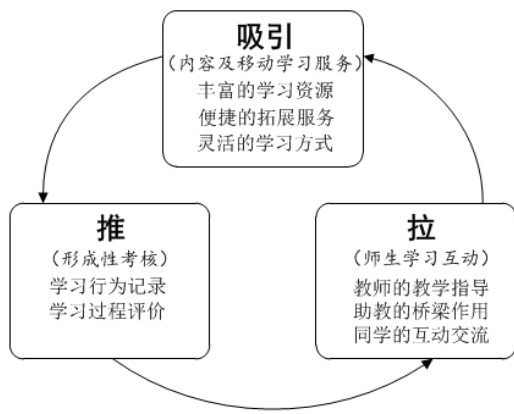 吸引
(内容及移动学习服务)
丰富的学习资源
便捷的拓展服务
灵活的学习方式
推
(形成性考核)
学习行为记录
学习过程评价
拉
(师生学习互动)
教师的教学指导
助教的桥梁作用
同学的互动交流